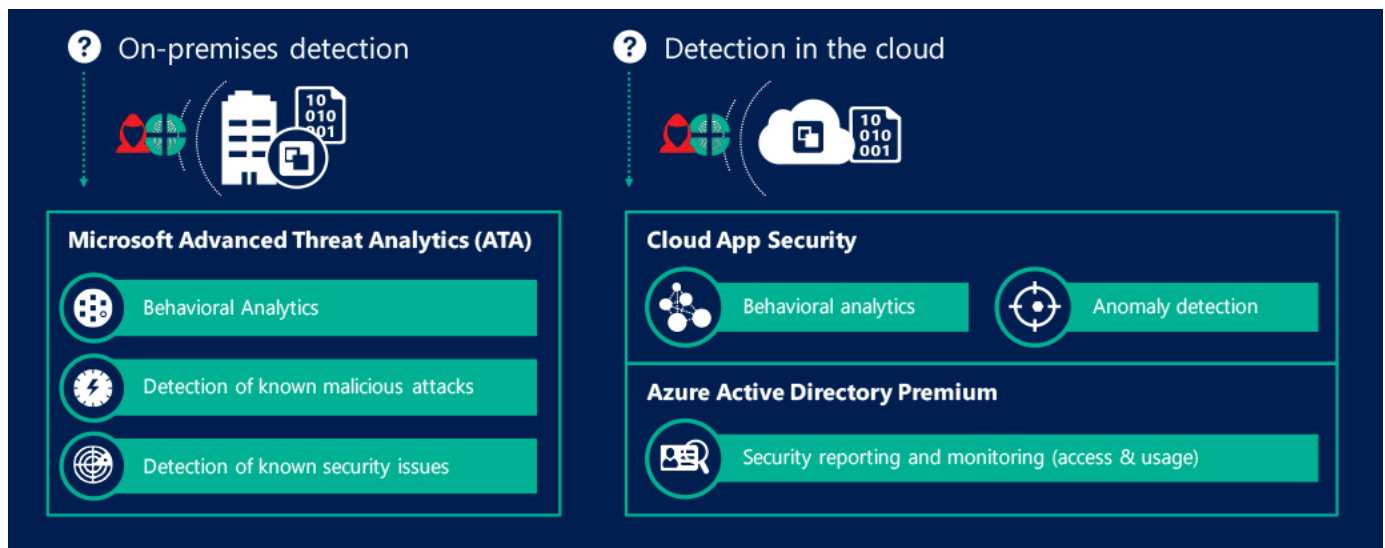 ? On-premises detection
10
010
001
Microsoft Advanced Threat Analytics (ATA)
Behavioral Analytics
Detection of known malicious attacks
Detection of known security issues
? Detection in the cloud
10
010
001
Cloud App Security
Behavioral analytics
Anomaly detection
Azure Active Directory Premium
Security reporting and monitoring (access & usage)